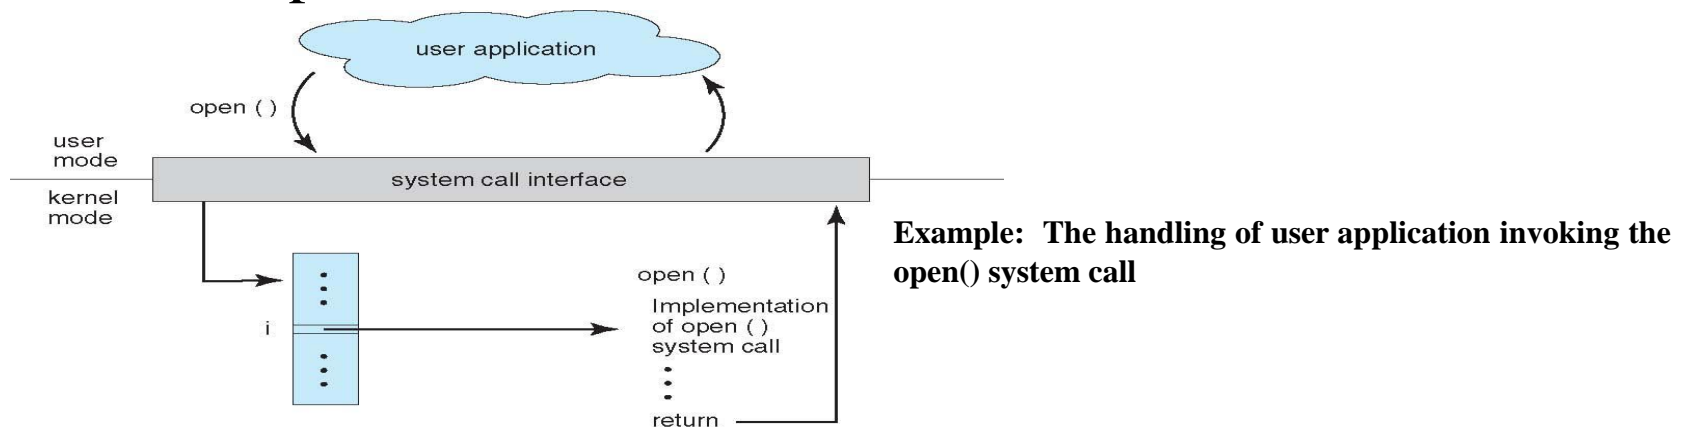 user application
open ( )
user
mode
system call interface
kernel
mode
Example: The handling of user application invoking the
open() system call
open ( )
Implementation
of open ( )
system call
i
return